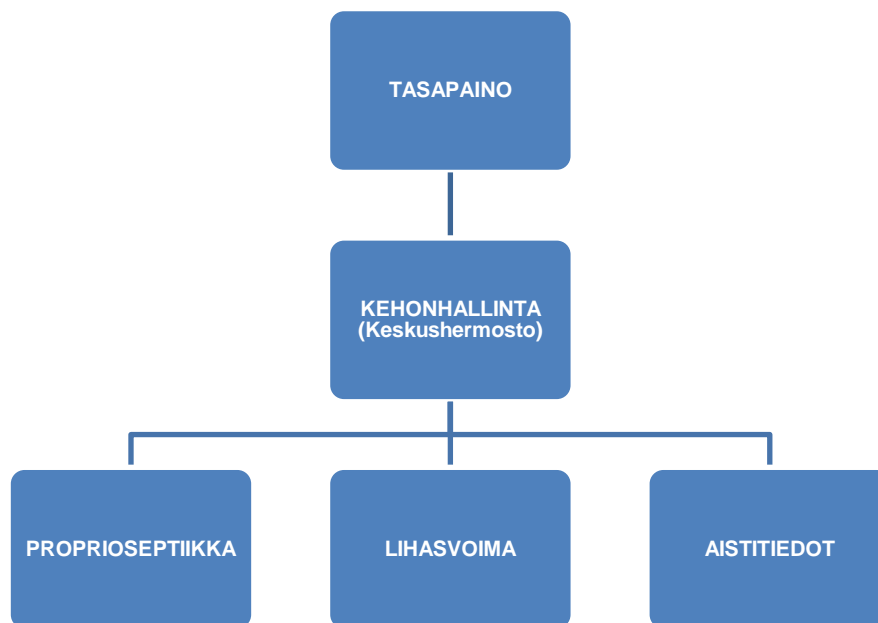 TASAPAINO
KEHONHALLINTA
(Keskushermosto)
PROPRIOSEPTIIKKA
LIHASVOIMA
AISTITIEDOT